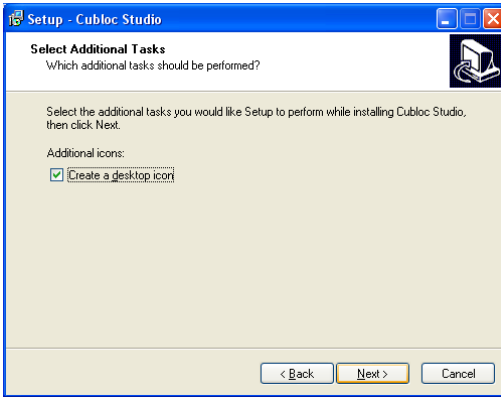 Setup - Cubloc Studio
Select Additional Tasks
Which additional tasks should be performed?
Select the additional tasks you would like Setup to perform while installing Cubloc Studio,
then click Next.
Additional icons:
Create a desktop icon
< Back
Next >
Cancel